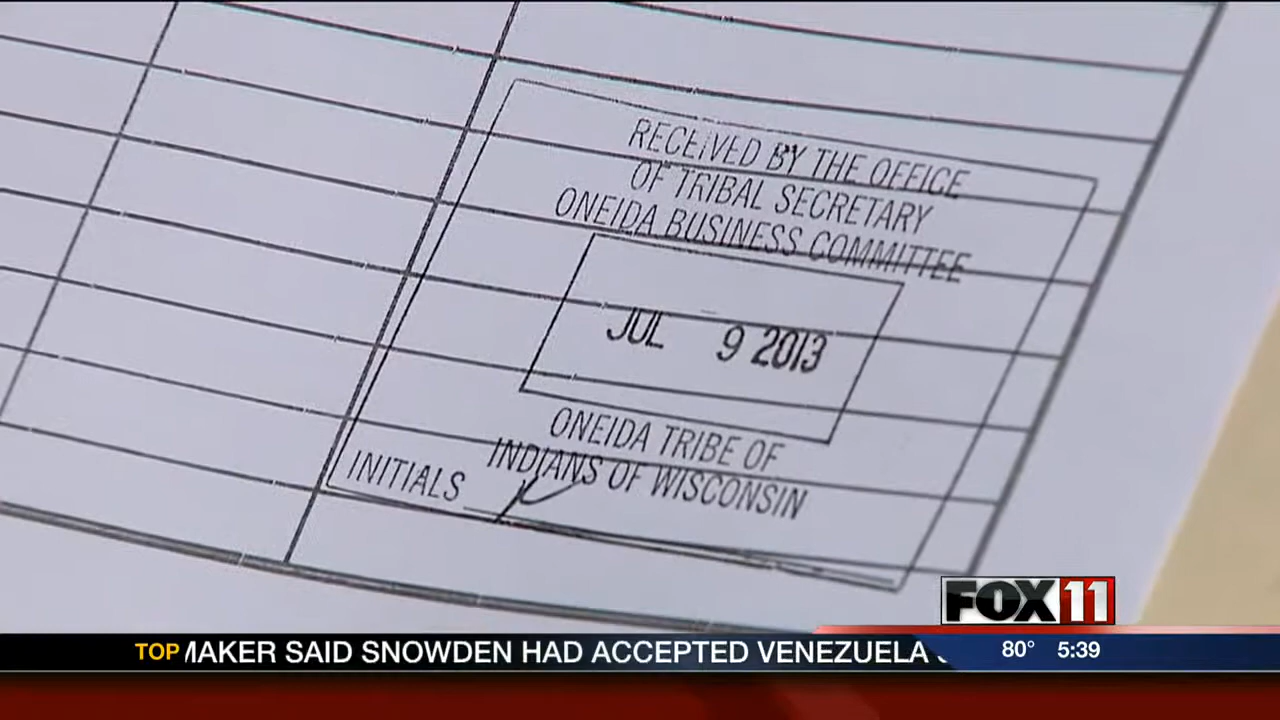 RECEIVED BY THE OFFICE
OF TRIBAL SECRETARY
ONEIDA BUSINESS COMMITTEE
JUL 9 2013
ONEIDA TRIBE OF
INDIANS OF WISCONSIN
INITIALS
FOX 11
TOP MAKER SAID SNOWDEN HAD ACCEPTED VENEZUELA 80° 5:39